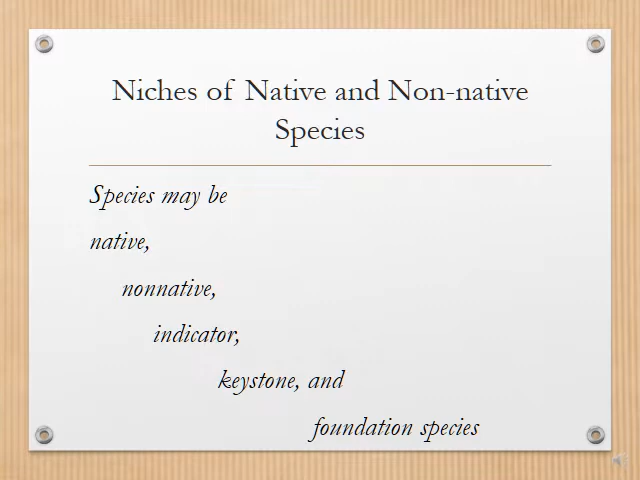 Niches of Native and Non-native
Species
Species may be
native,
nonnative,
indicator,
keystone, and
foundation species